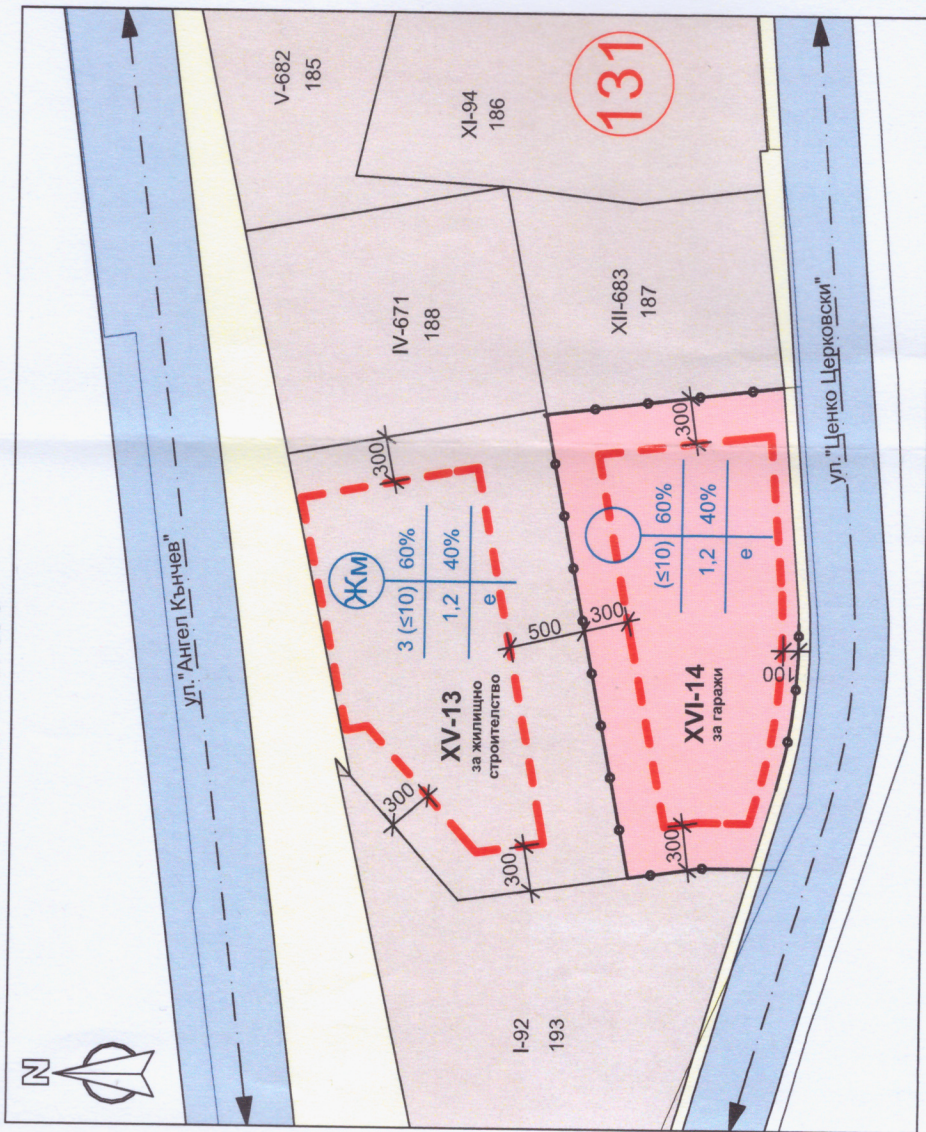 N
ул."Ангел Кънчев"
V-682
185
XI-94
186
131
IV-671
188
XII-683
187
300
Жм
3 (≤10) 60%
1,2 40%
е
XV-13
за жилищно
строителство
300
300
500
300
300
(≤10) 60%
1,2 40%
е
XVI-14
за гаражи
300
100
I-92
193
ул."Ценко Церковски"